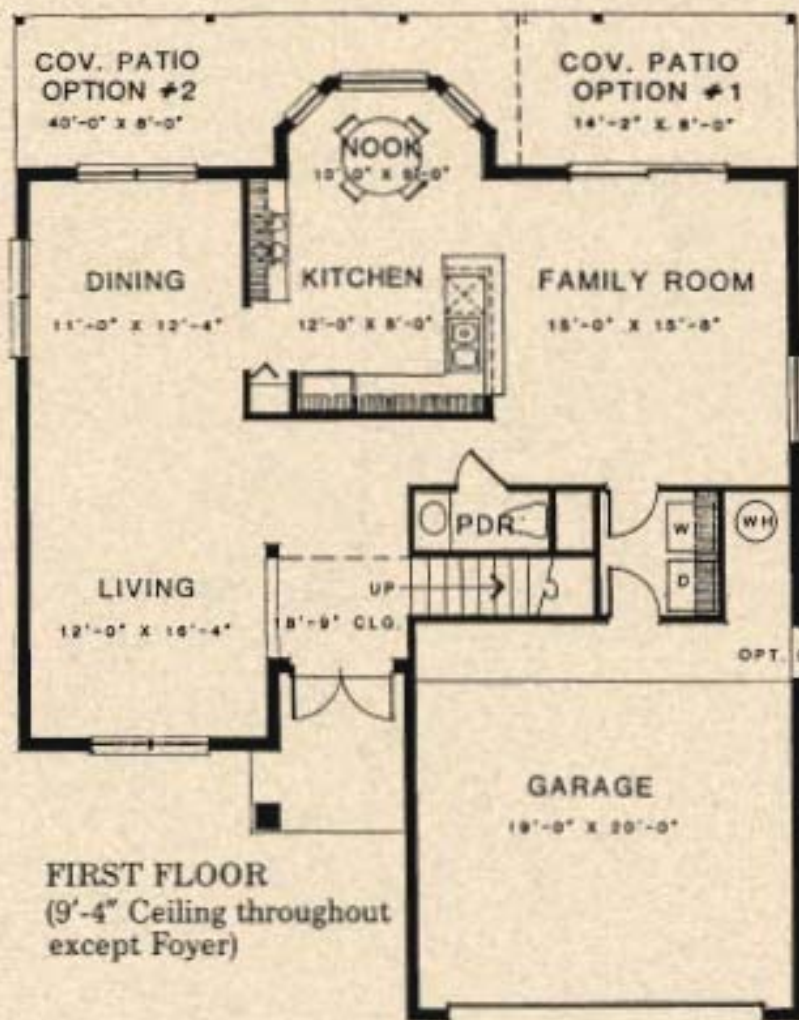 COV. PATIO
OPTION #2
40'-0" X 8'-0"
COV. PATIO
OPTION #1
14'-2" X 8'-0"
NOOK
DINING
11'-0" X 12'-4"
KITCHEN
12'-0" X 8'-0"
FAMILY ROOM
15'-0" X 15'-8"
PDR.
W
WH
D
UP
LIVING
12'-0" X 16'-4"
18'-9" CLG.
OPT.
GARAGE
19'-0" X 20'-0"
FIRST FLOOR
(9'-4" Ceiling throughout
except Foyer)